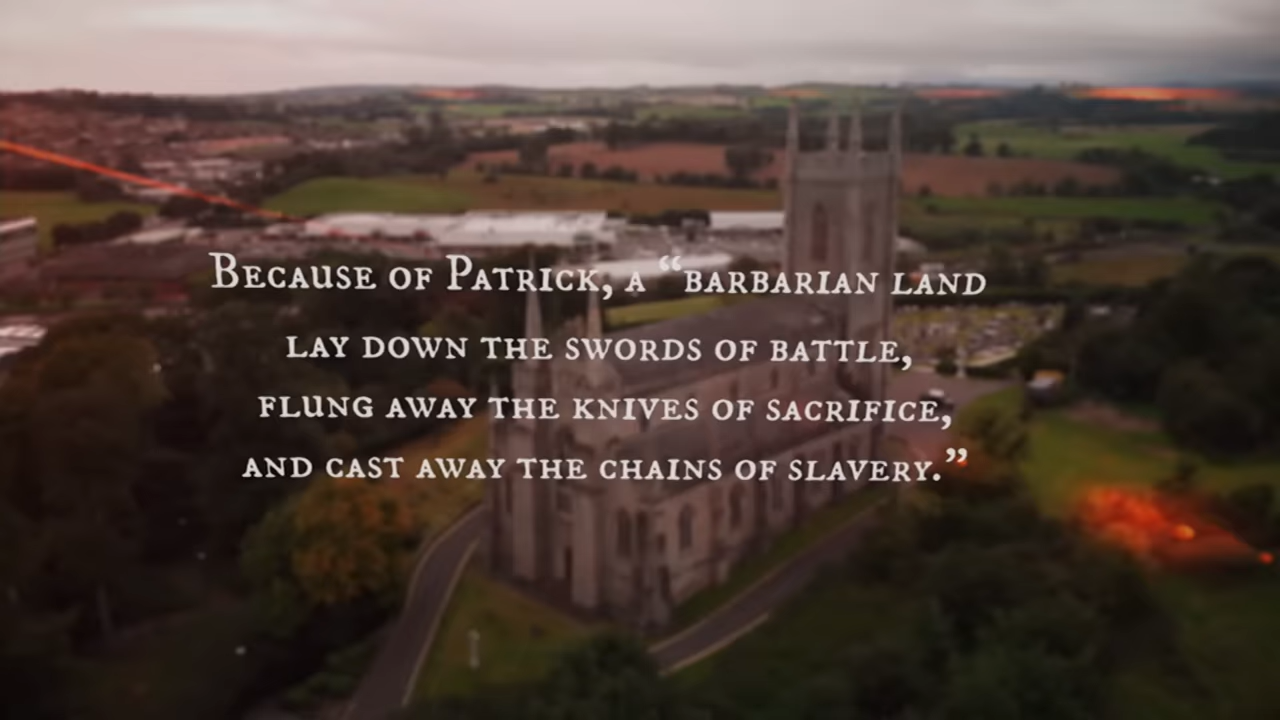 Because of Patrick, a “barbarian land
lay down the swords of battle,
flung away the knives of sacrifice,
and cast away the chains of slavery.”